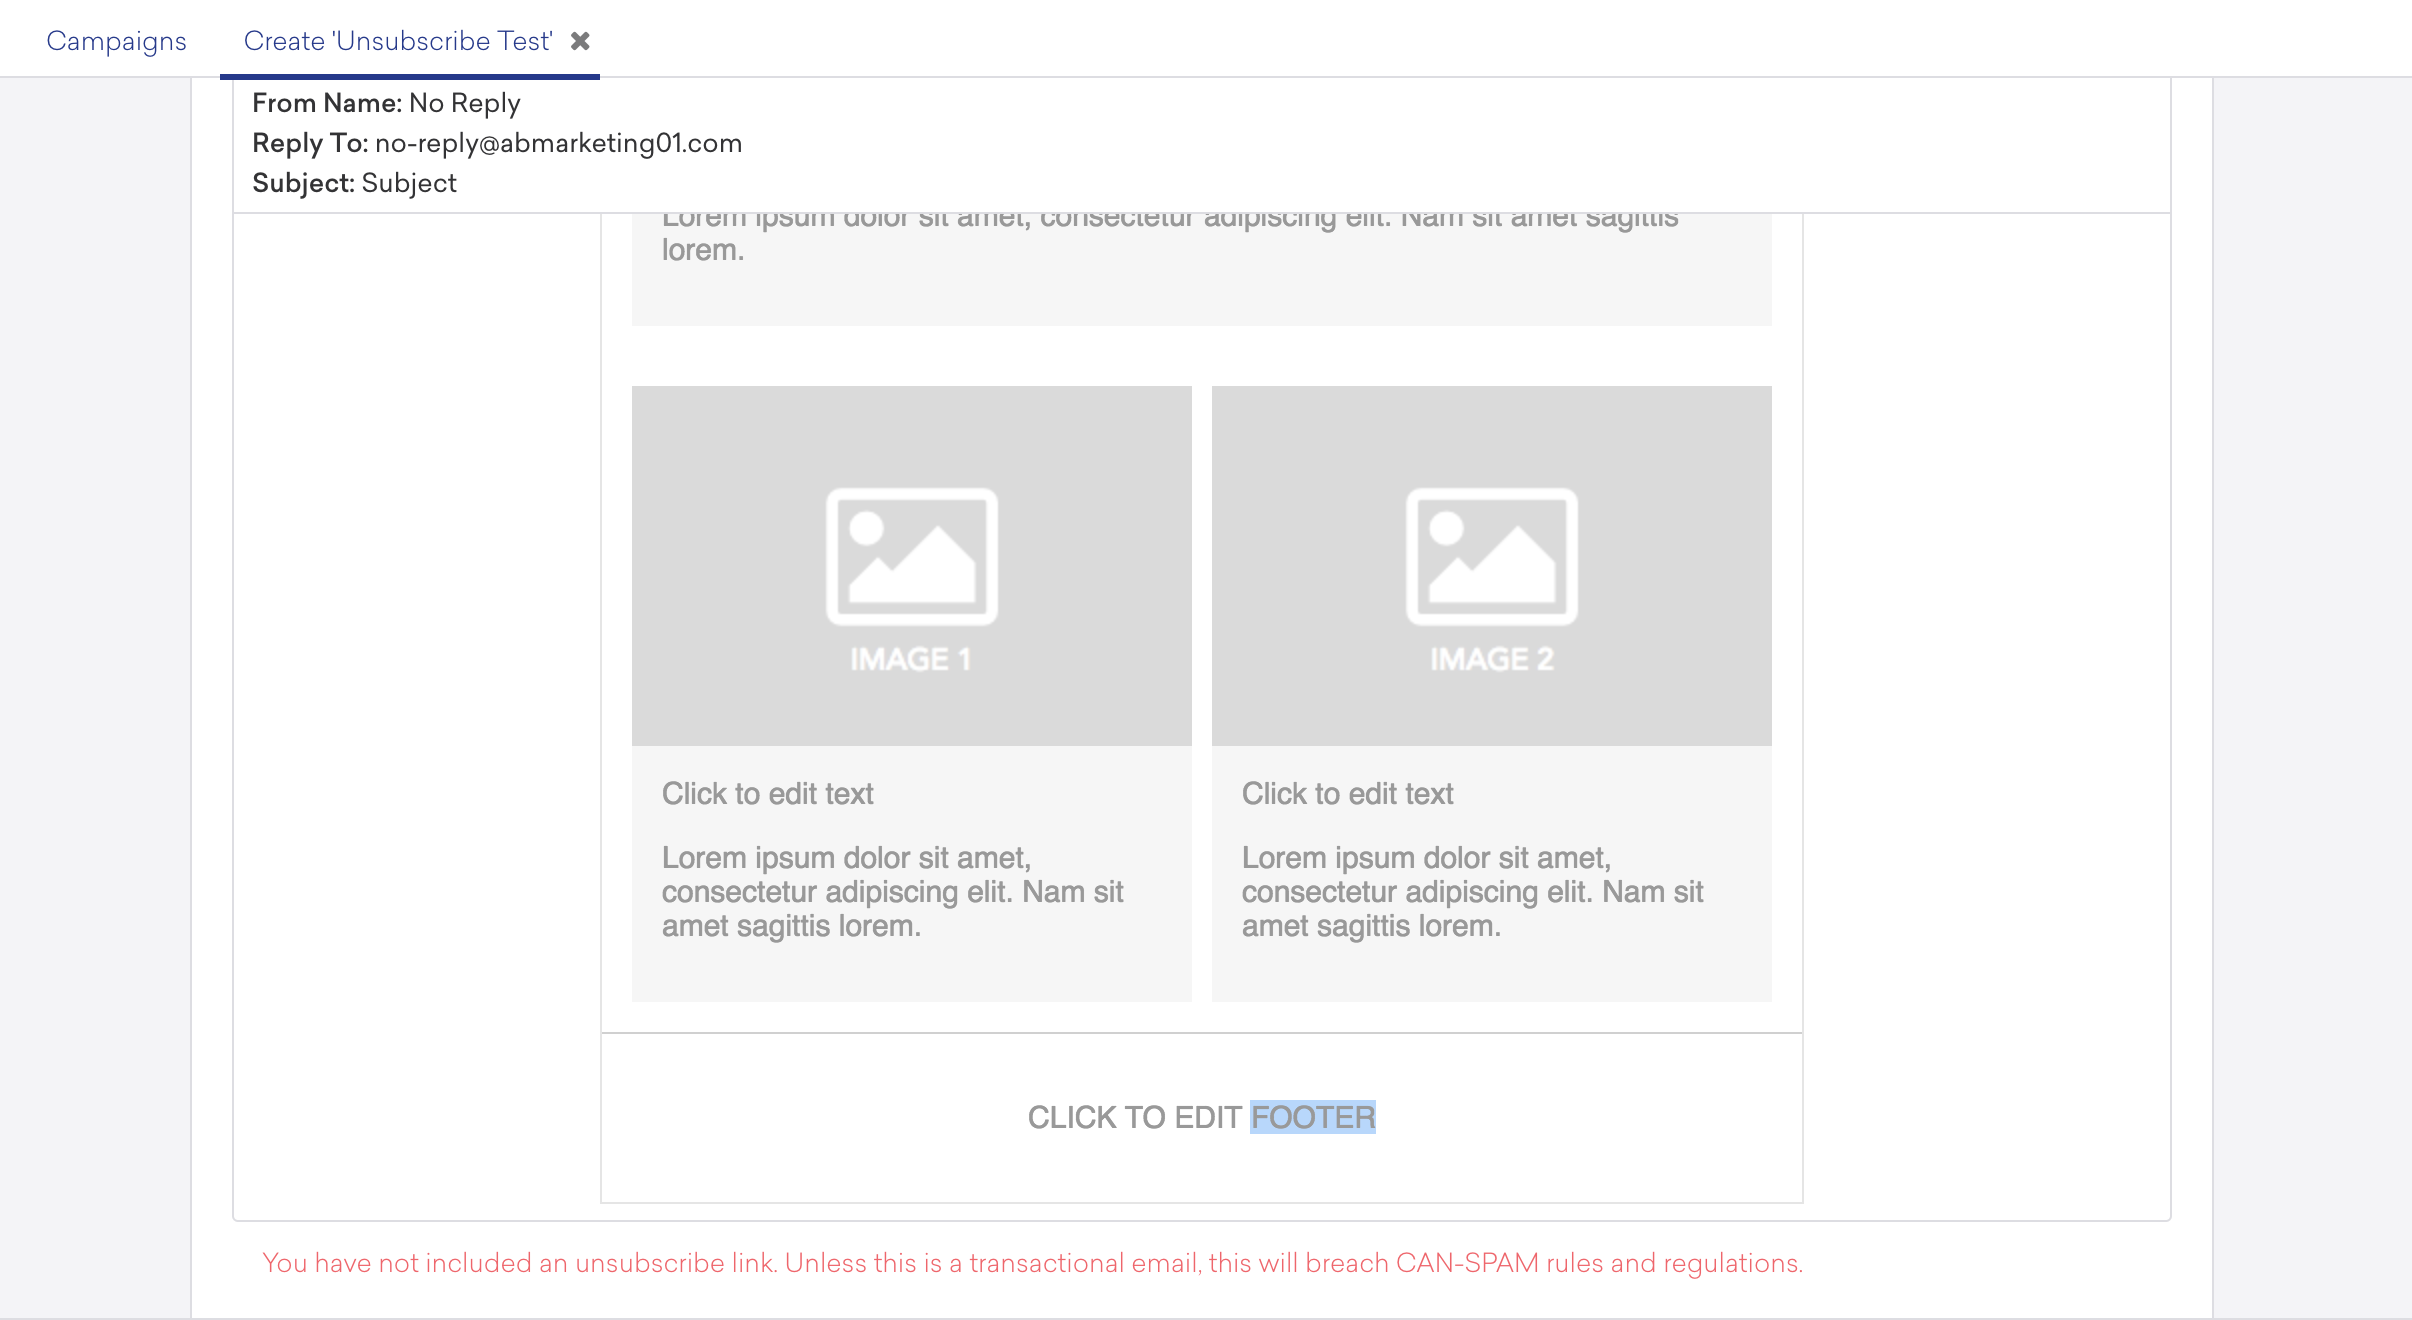 Campaigns
Create 'Unsubscribe Test'
From Name: No Reply
Reply To: no-reply@abmarketing01.com
Subject: Subject
Lorem ipsum dolor sit amet, consectetur adipiscing elit. Nam sit amet sagittis
lorem.
IMAGE 1
IMAGE 2
Click to edit text
Lorem ipsum dolor sit amet,
consectetur adipiscing elit. Nam sit
amet sagittis lorem.
Click to edit text
Lorem ipsum dolor sit amet,
consectetur adipiscing elit. Nam sit
amet sagittis lorem.
CLICK TO EDIT FOOTER
You have not included an unsubscribe link. Unless this is a transactional email, this will breach CAN-SPAM rules and regulations.